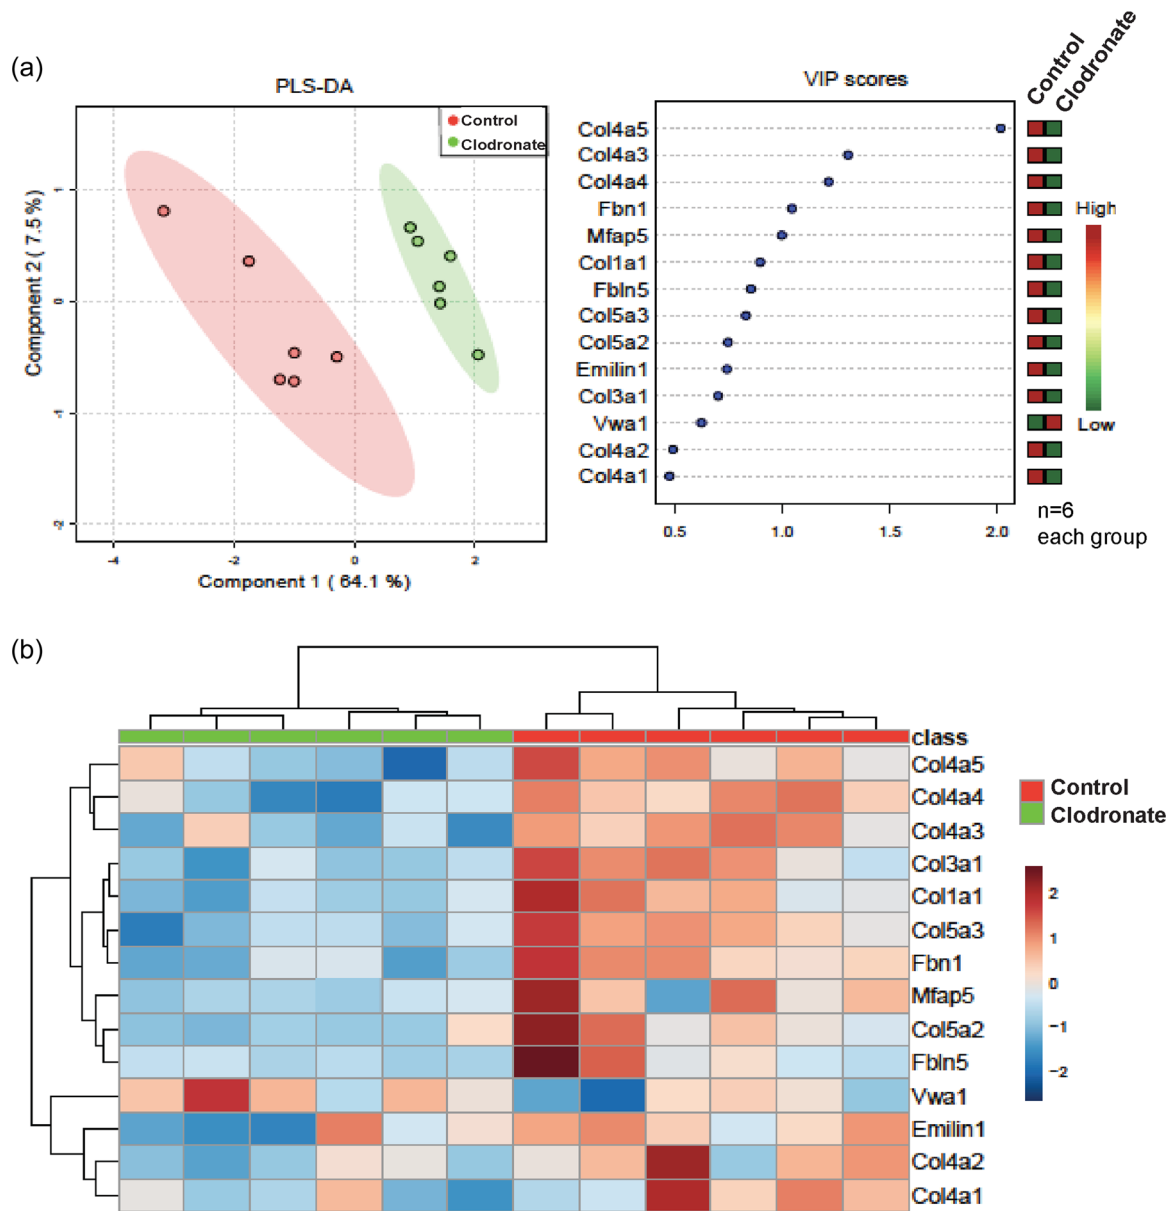 (a)
PLS-DA
Control
Clodronate
Component 2 ( 7.5 %)
1
0
-1
-2
-4
-2
0
2
Component 1 ( 64.1 %)
VIP scores
Control
Clodronate
Col4a5
Col4a3
Col4a4
Fbn1
Mfap5
Col1a1
Fbln5
Col5a3
Col5a2
Emilin1
Col3a1
Vwa1
Col4a2
Col4a1
0.5
1.0
1.5
2.0
High
Low
n=6
each group
(b)
class
Col4a5
Col4a4
Col4a3
Col3a1
Col1a1
Col5a3
Fbn1
Mfap5
Col5a2
Fbln5
Vwa1
Emilin1
Col4a2
Col4a1
Control
Clodronate
2
1
0
−1
−2